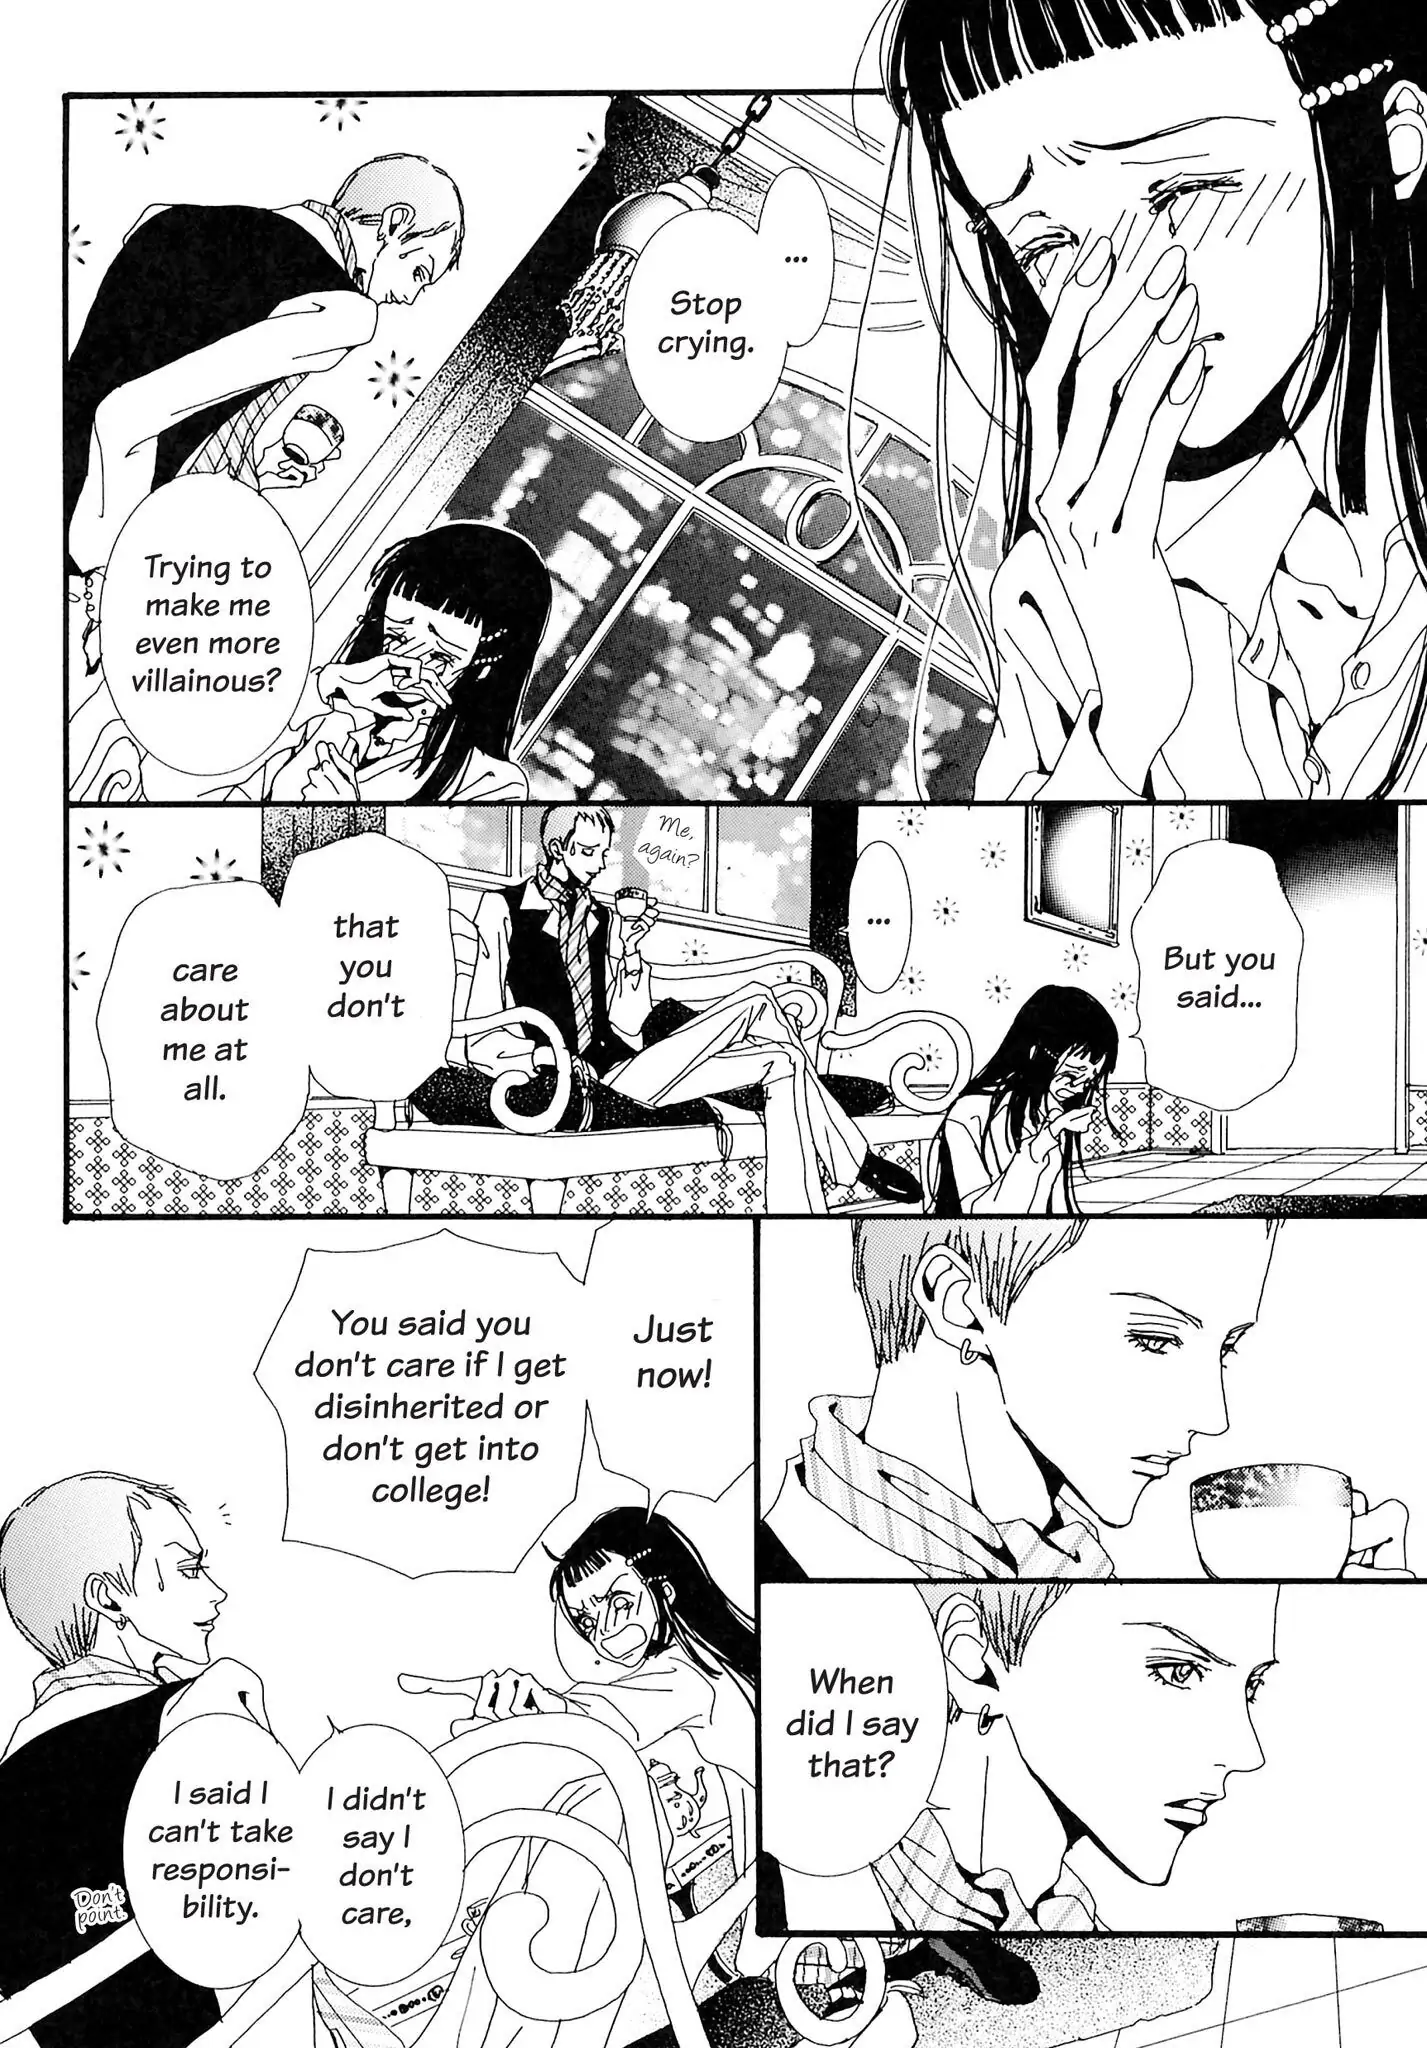 ...
Stop
crying.
Trying to
make me
even more
villainous?
But you
said...
...
Me,
again?
that
you
don't
care
about
me at
all.
When
did I say
that?
Just
now!
You said you
don't care if I get
disinherited or
don't get into
college!
I didn't
say I
don't
care,
I said I
can't take
responsi-
bility.
Don't
point.